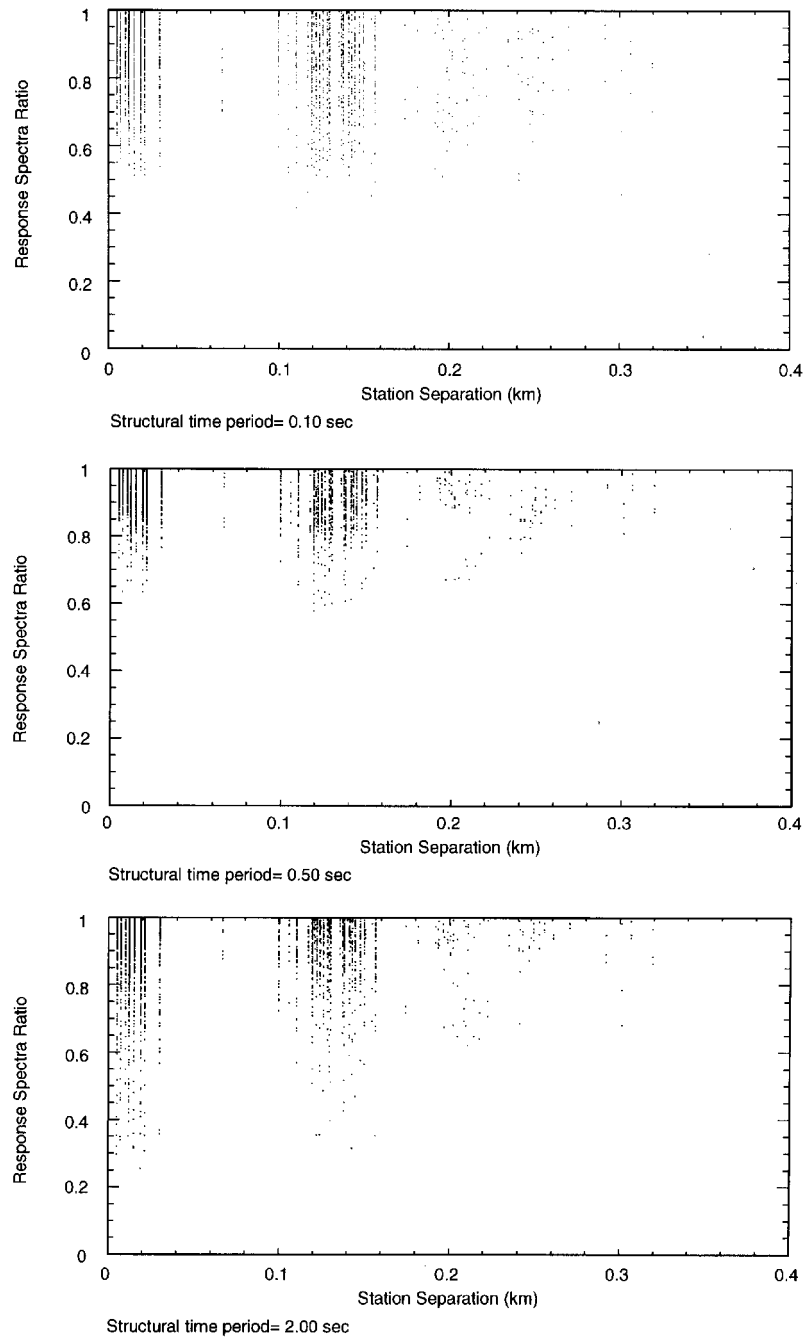 1
0.8
0.6
0.4
0.2
0
Response Spectra Ratio
0 0.1 0.2 0.3 0.4
Station Separation (km)
Structural time period= 0.10 sec
1
0.8
0.6
0.4
0.2
0
Response Spectra Ratio
0 0.1 0.2 0.3 0.4
Station Separation (km)
Structural time period= 0.50 sec
1
0.8
0.6
0.4
0.2
0
Response Spectra Ratio
0 0.1 0.2 0.3 0.4
Station Separation (km)
Structural time period= 2.00 sec